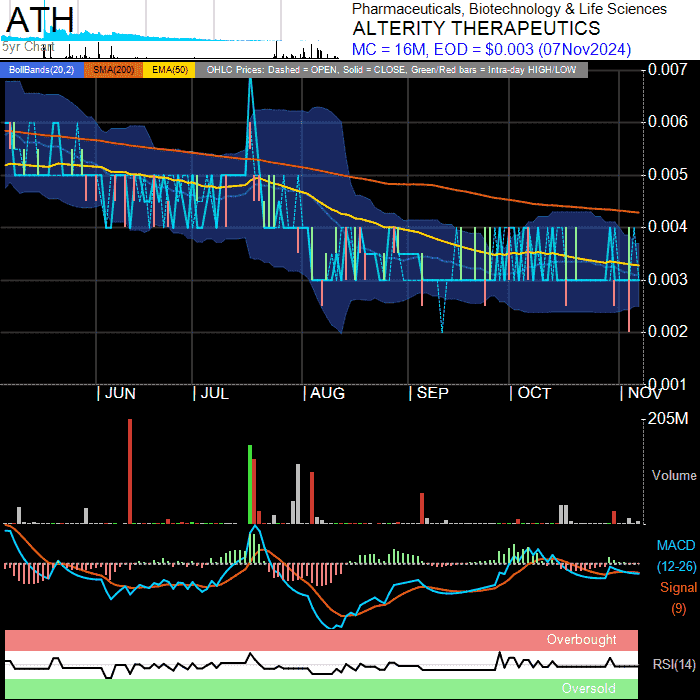 ATH
Pharmaceuticals, Biotechnology & Life Sciences
ALTERITY THERAPEUTICS
MC = 16M, EOD = $0.003 (07Nov2024)
5yr Chart
BollBands(20,2) SMA(200) EMA(50) OHLC Prices: Dashed = OPEN, Solid = CLOSE, Green/Red bars = Intra-day HIGH/LOW
0.007
0.006
0.005
0.004
0.003
0.002
0.001
JUN JUL AUG SEP OCT NOV
205M
Volume
MACD
(12-26)
Signal
(9)
Overbought
RSI(14)
Oversold